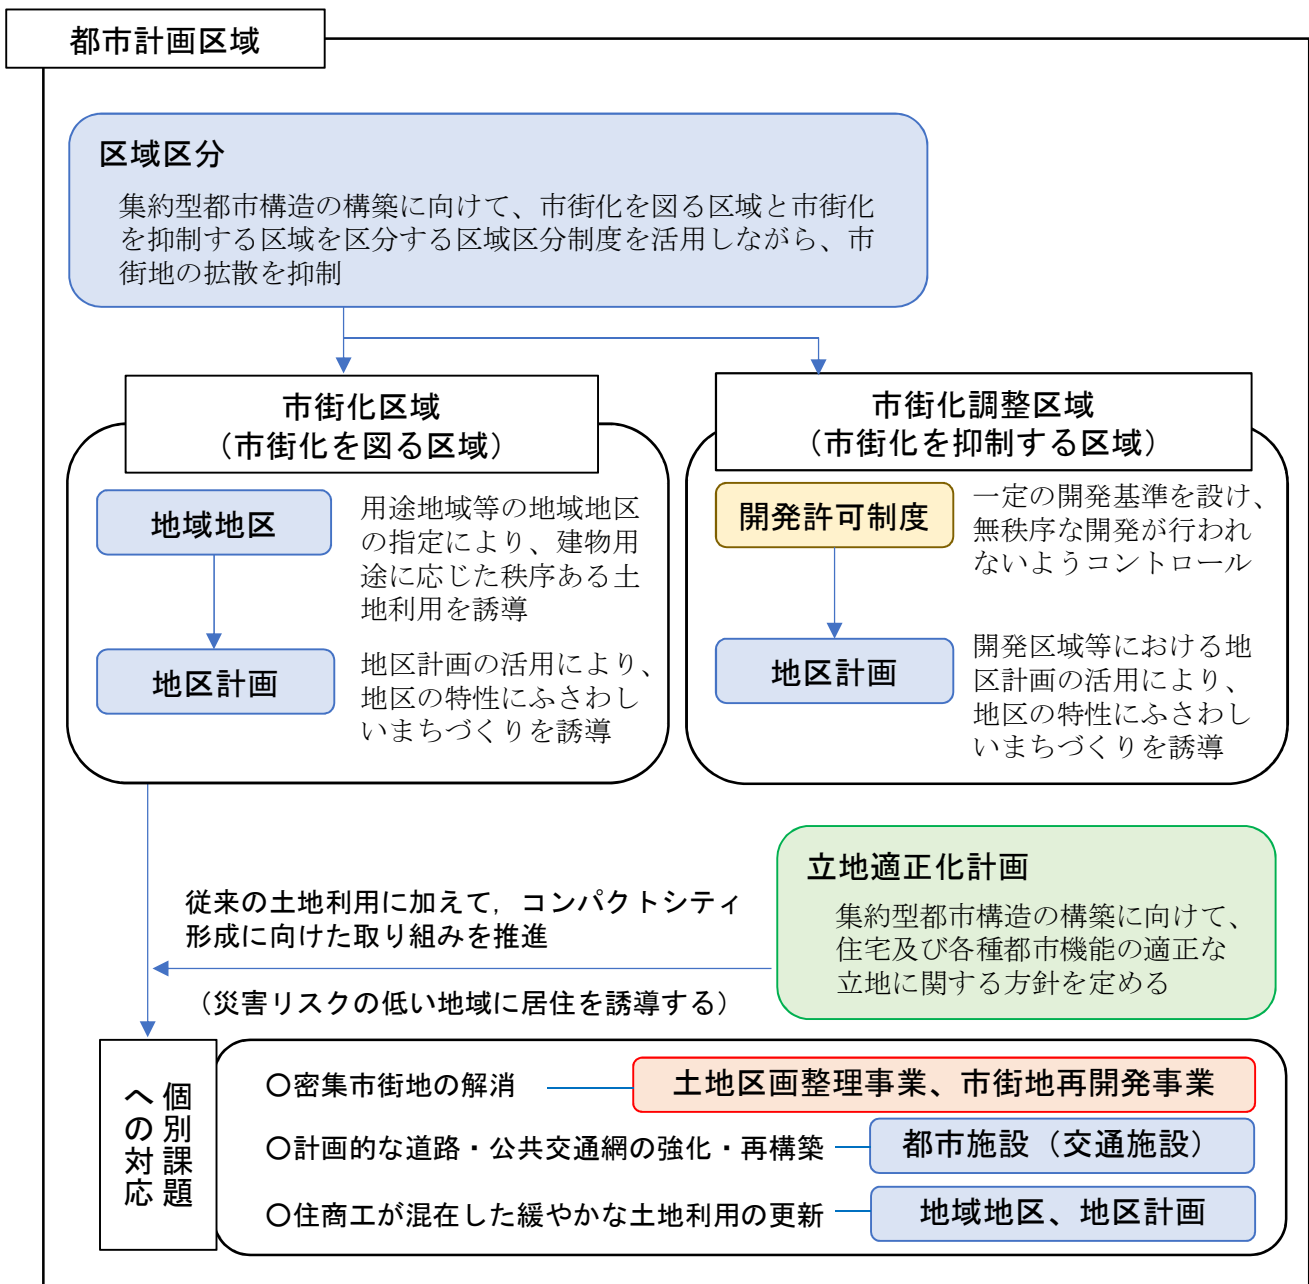 都市計画区域
区域区分
集約型都市構造の構築に向けて、市街化を図る区域と市街化
を抑制する区域を区分する区域区分制度を活用しながら、市
街地の拡散を抑制
市街化区域
（市街化を図る区域）
地域地区
用途地域等の地域地区
の指定により、建物用
途に応じた秩序ある土
地利用を誘導
地区計画
地区計画の活用により、
地区の特性にふさわし
いまちづくりを誘導
市街化調整区域
（市街化を抑制する区域）
開発許可制度
一定の開発基準を設け、
無秩序な開発が行われ
ないようコントロール
地区計画
開発区域等における地
区計画の活用により、
地区の特性にふさわし
いまちづくりを誘導
立地適正化計画
集約型都市構造の構築に向けて、
住宅及び各種都市機能の適正な
立地に関する方針を定める
従来の土地利用に加えて，コンパクトシティ
形成に向けた取り組みを推進
（災害リスクの低い地域に居住を誘導する）
個別課題
への対応
〇密集市街地の解消
土地区画整理事業、市街地再開発事業
〇計画的な道路・公共交通網の強化・再構築
都市施設（交通施設）
〇住商工が混在した緩やかな土地利用の更新
地域地区、地区計画